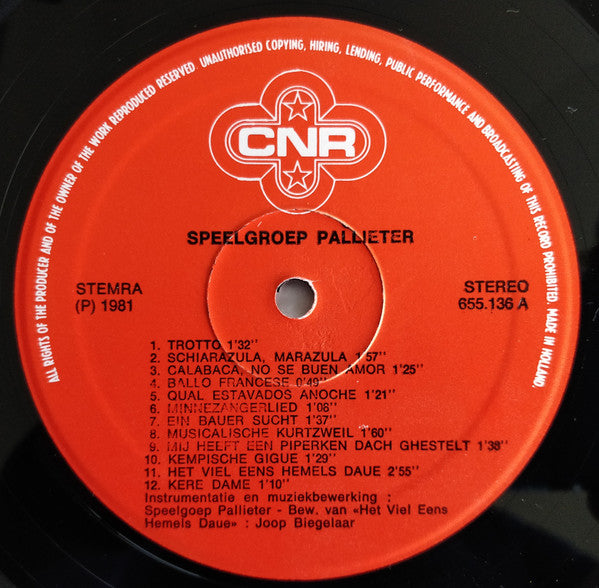 ALL RIGHTS OF THE PRODUCER AND OF THE OWNER OF THE WORK REPRODUCED RESERVED. UNAUTHORISED COPYING, HIRING, LENDING, PUBLIC PERFORMANCE AND BROADCASTING OF THIS RECORD PROHIBITED. MADE IN HOLLAND.
CNR
SPEELGROEP PALLIETER
STEMRA
(P) 1981
STEREO
655.136 A
1. TROTTO 1'32"
2. SCHIARAZULA, MARAZULA 1'57"
3. CALABACA, NO SE BUEN AMOR 1'25"
4. BALLO FRANCESE 0'49"
5. QUAL ESTAVADOS ANOCHE 1'21"
6. MINNEZANGERLIED 1'08"
7. EIN BAUER SUCHT 1'37"
8. MUSICALISCHE KURTZWEIL 1'60"
9. MIJ HELFT EEN PIPERKEN DACH GHESTELT 1'38"
10. KEMPISCHE GIGUE 1'29"
11. HET VIEL EENS HEMELS DAUE 2'55"
12. KERE DAME 1'10"
Instrumentatie en muziekbewerking :
Speelgoep Pallieter - Bew. van «Het Viel Eens
Hemels Daue» : Joop Biegelaar